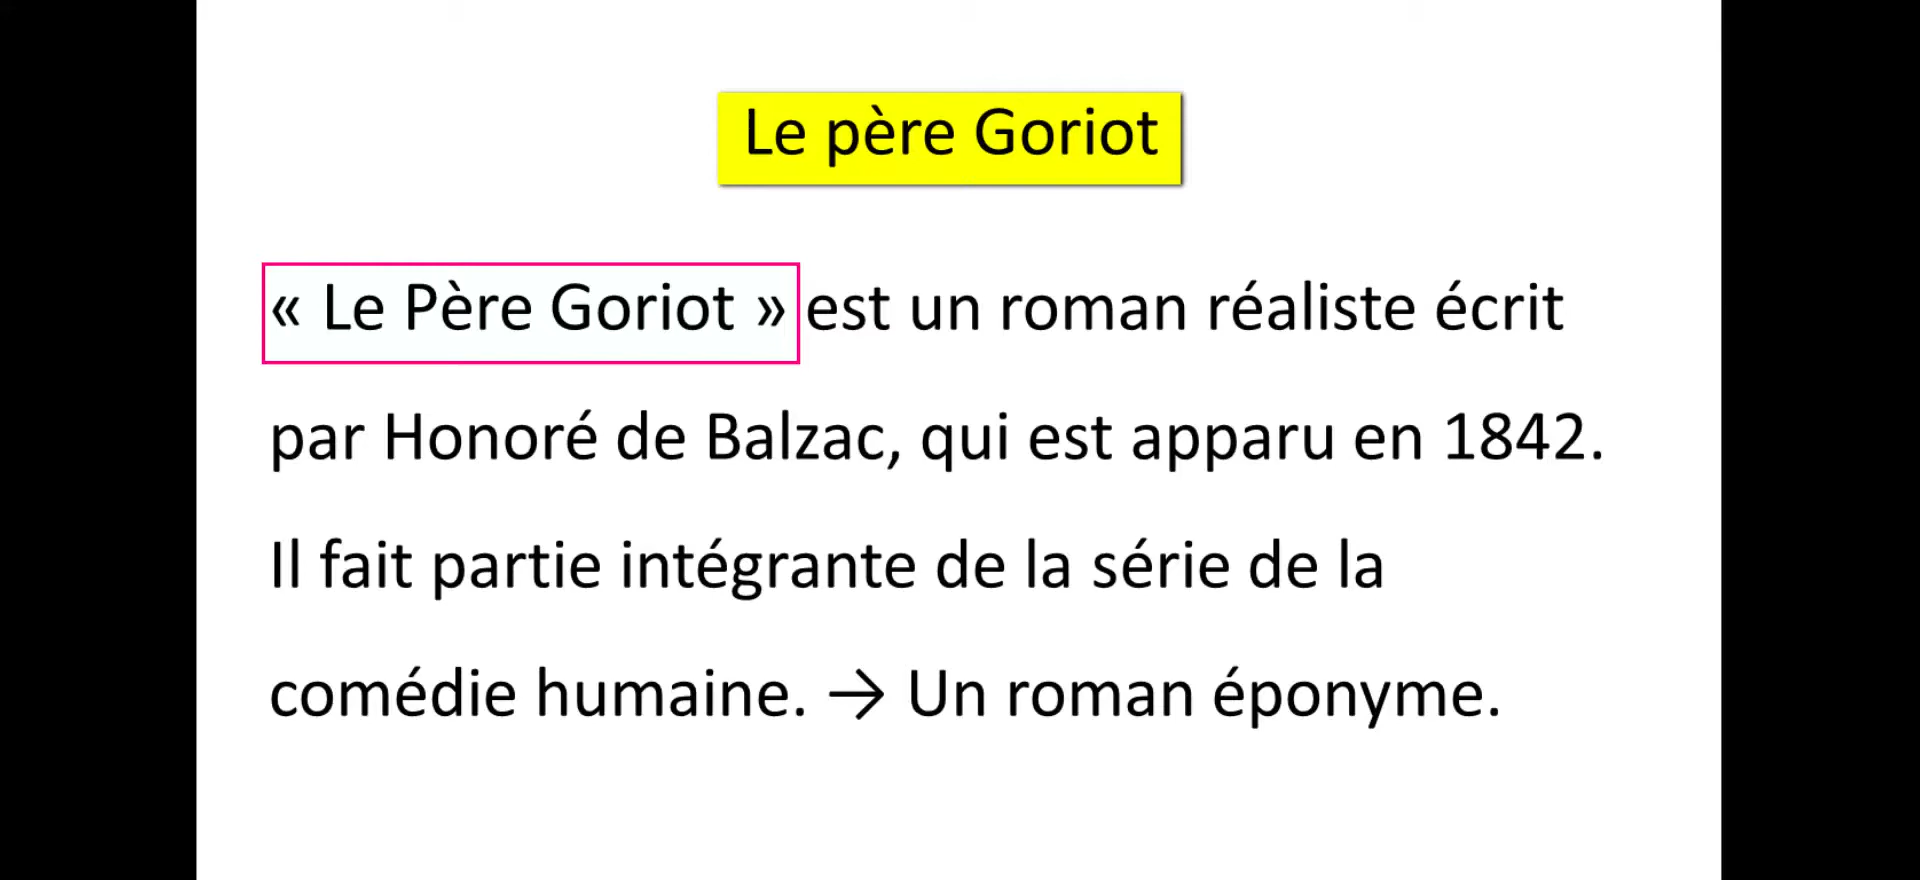 Le père Goriot
« Le Père Goriot » est un roman réaliste écrit
par Honoré de Balzac, qui est apparu en 1842.
Il fait partie intégrante de la série de la
comédie humaine. → Un roman éponyme.